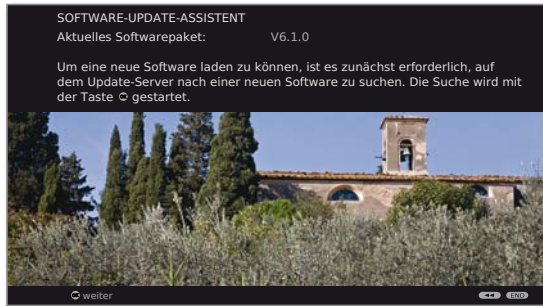 SOFTWARE-UPDATE-ASSISTENT
Aktuelles Softwarepaket: V6.1.0
Um eine neue Software laden zu können, ist es zunächst erforderlich, auf
dem Update-Server nach einer neuen Software zu suchen. Die Suche wird mit
der Taste gestartet.
weiter
END